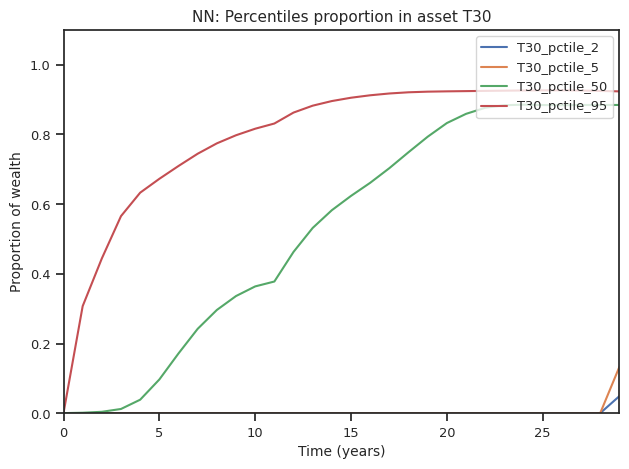 NN: Percentiles proportion in asset T30
T30_pctile_2
T30_pctile_5
T30_pctile_50
T30_pctile_95
Proportion of wealth
1.0
0.8
0.6
0.4
0.2
0.0
0 5 10 15 20 25
Time (years)